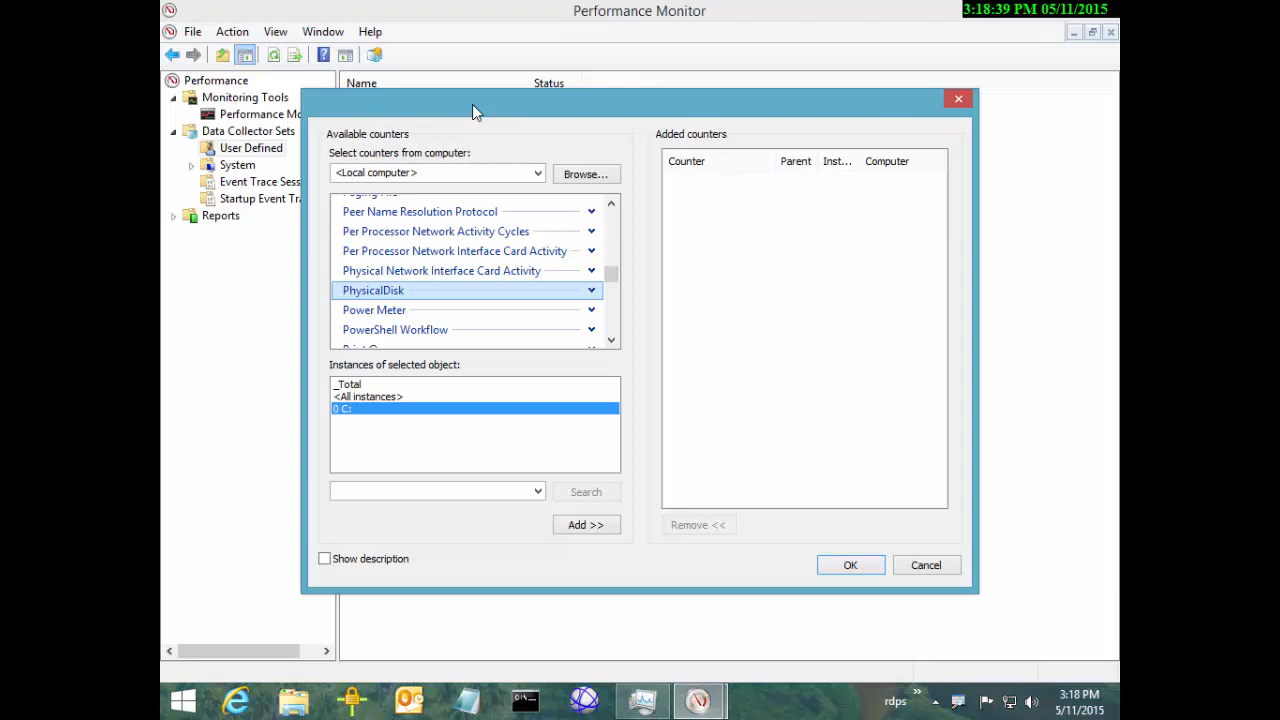 Performance Monitor
3:18:39 PM 05/11/2015
File Action View Window Help
Performance
Monitoring Tools
Performance Mo
Data Collector Sets
User Defined
System
Event Trace Sess
Startup Event Tra
Reports
Name Status
Available counters
Select counters from computer:
<Local computer>
Browse...
Peer Name Resolution Protocol
Per Processor Network Activity Cycles
Per Processor Network Interface Card Activity
Physical Network Interface Card Activity
PhysicalDisk
Power Meter
PowerShell Workflow
Instances of selected object:
_Total
<All instances>
0 C:
Search
Add >>
Show description
Added counters
Counter Parent Inst... Computer
Remove <<
OK Cancel
rdps
3:18 PM
5/11/2015